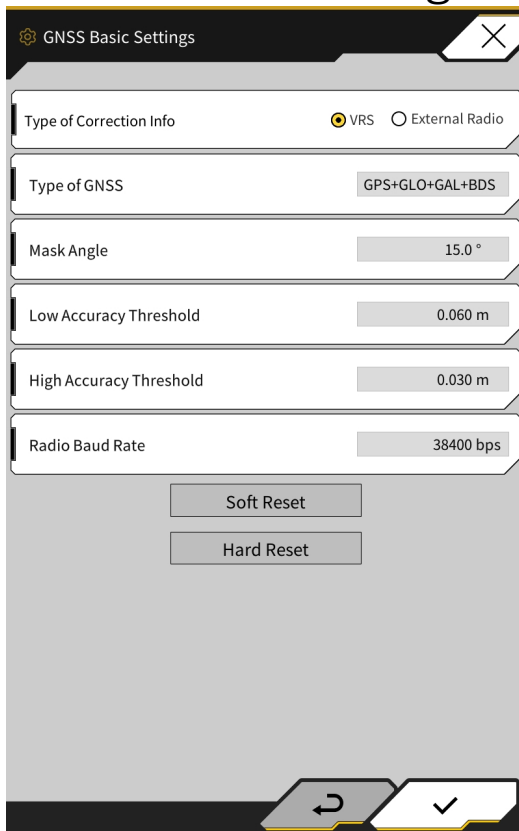 GNSS Basic Settings
Type of Correction Info
VRS
External Radio
Type of GNSS
GPS+GLO+GAL+BDS
Mask Angle
15.0 °
Low Accuracy Threshold
0.060 m
High Accuracy Threshold
0.030 m
Radio Baud Rate
38400 bps
Soft Reset
Hard Reset